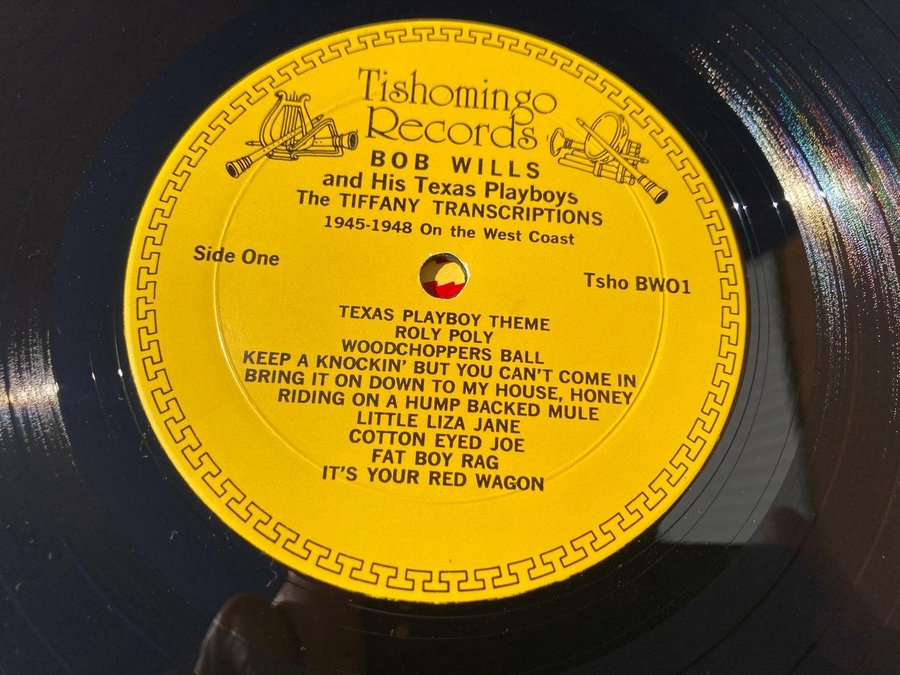 Tishomingo
Records
BOB WILLS
and His Texas Playboys
The TIFFANY TRANSCRIPTIONS
1945-1948 On the West Coast
Side One
Tsho BWO1
TEXAS PLAYBOY THEME
ROLY POLY
WOODCHOPPERS BALL
KEEP A KNOCKIN' BUT YOU CAN'T COME IN
BRING IT ON DOWN TO MY HOUSE, HONEY
RIDING ON A HUMP BACKED MULE
LITTLE LIZA JANE
COTTON EYED JOE
FAT BOY RAG
IT'S YOUR RED WAGON